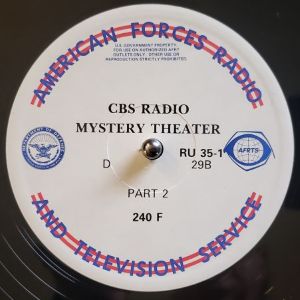 AMERICAN FORCES RADIO
U.S. GOVERNMENT PROPERTY
FOR USE ON AUTHORIZED AFRT
OUTLETS ONLY. OTHER USE OR
REPRODUCTION STRICTLY PROHIBITED
CBS RADIO
MYSTERY THEATER
D
RU 35-1
29B
AFRTS
PART 2
240 F
AND TELEVISION SERVICE